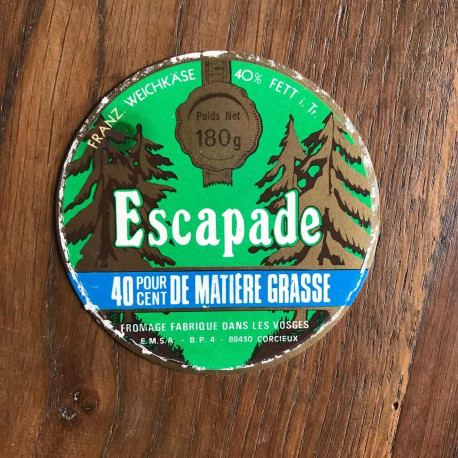 FRANZ. WEICHKÄSE 40% FETT i. Tr.
Poids Net
180g
Escapade
40 POUR CENT DE MATIÈRE GRASSE
FROMAGE FABRIQUE DANS LES VOSGES
E.M.S.A - B.P. 4 - 88430 CORCIEUX